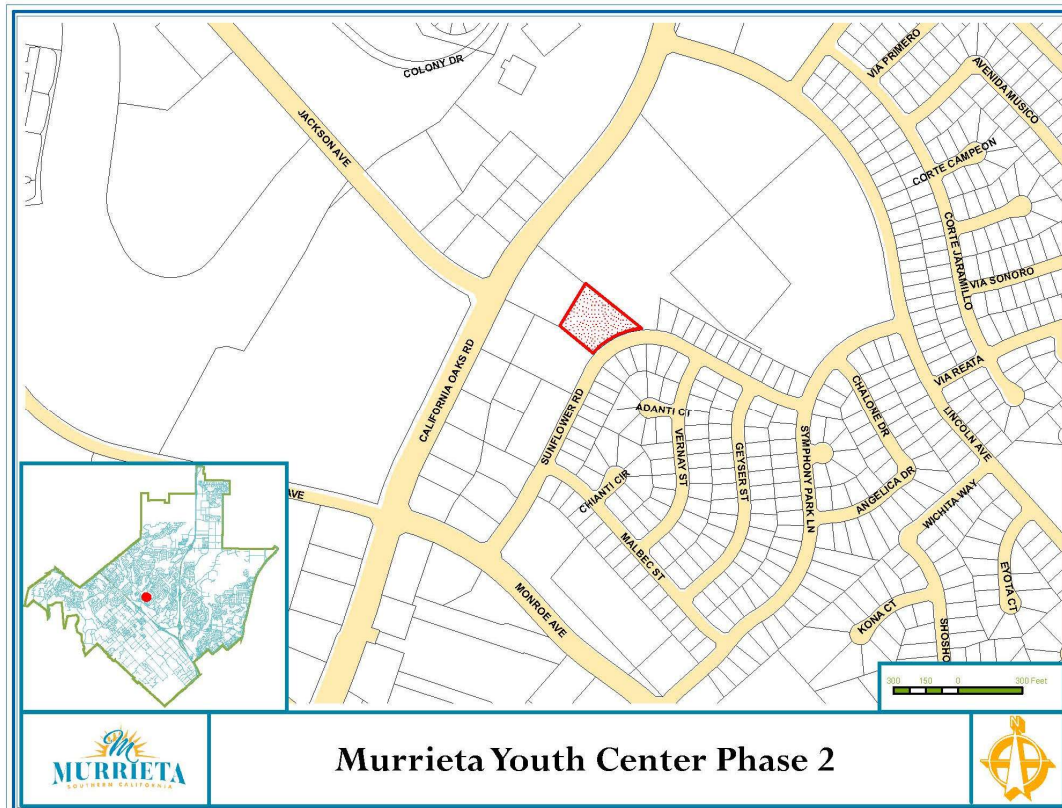 COLONY DR
VIA PRIMERO
AVENIDA MUSICO
JACKSON AVE
CORTE CAMPEON
CORTE JARAMILLO
VIA SONORO
CALIFORNIA OAKS RD
VIA REATA
SUNFLOWER RD
ADANTI CT
VERNAY ST
GEYSER ST
SYMPHONY PARK LN
CHALONE DR
LINCOLN AVE
CHIANTI CIR
ANGELICA DR
WICHITA WAY
MALBEC ST
AVE
MONROE AVE
EYOTA CT
KONA CT
SHOSHO
300 150 0 300 Feet
M
MURRIETA
SOUTHERN CALIFORNIA
Murrieta Youth Center Phase 2
N